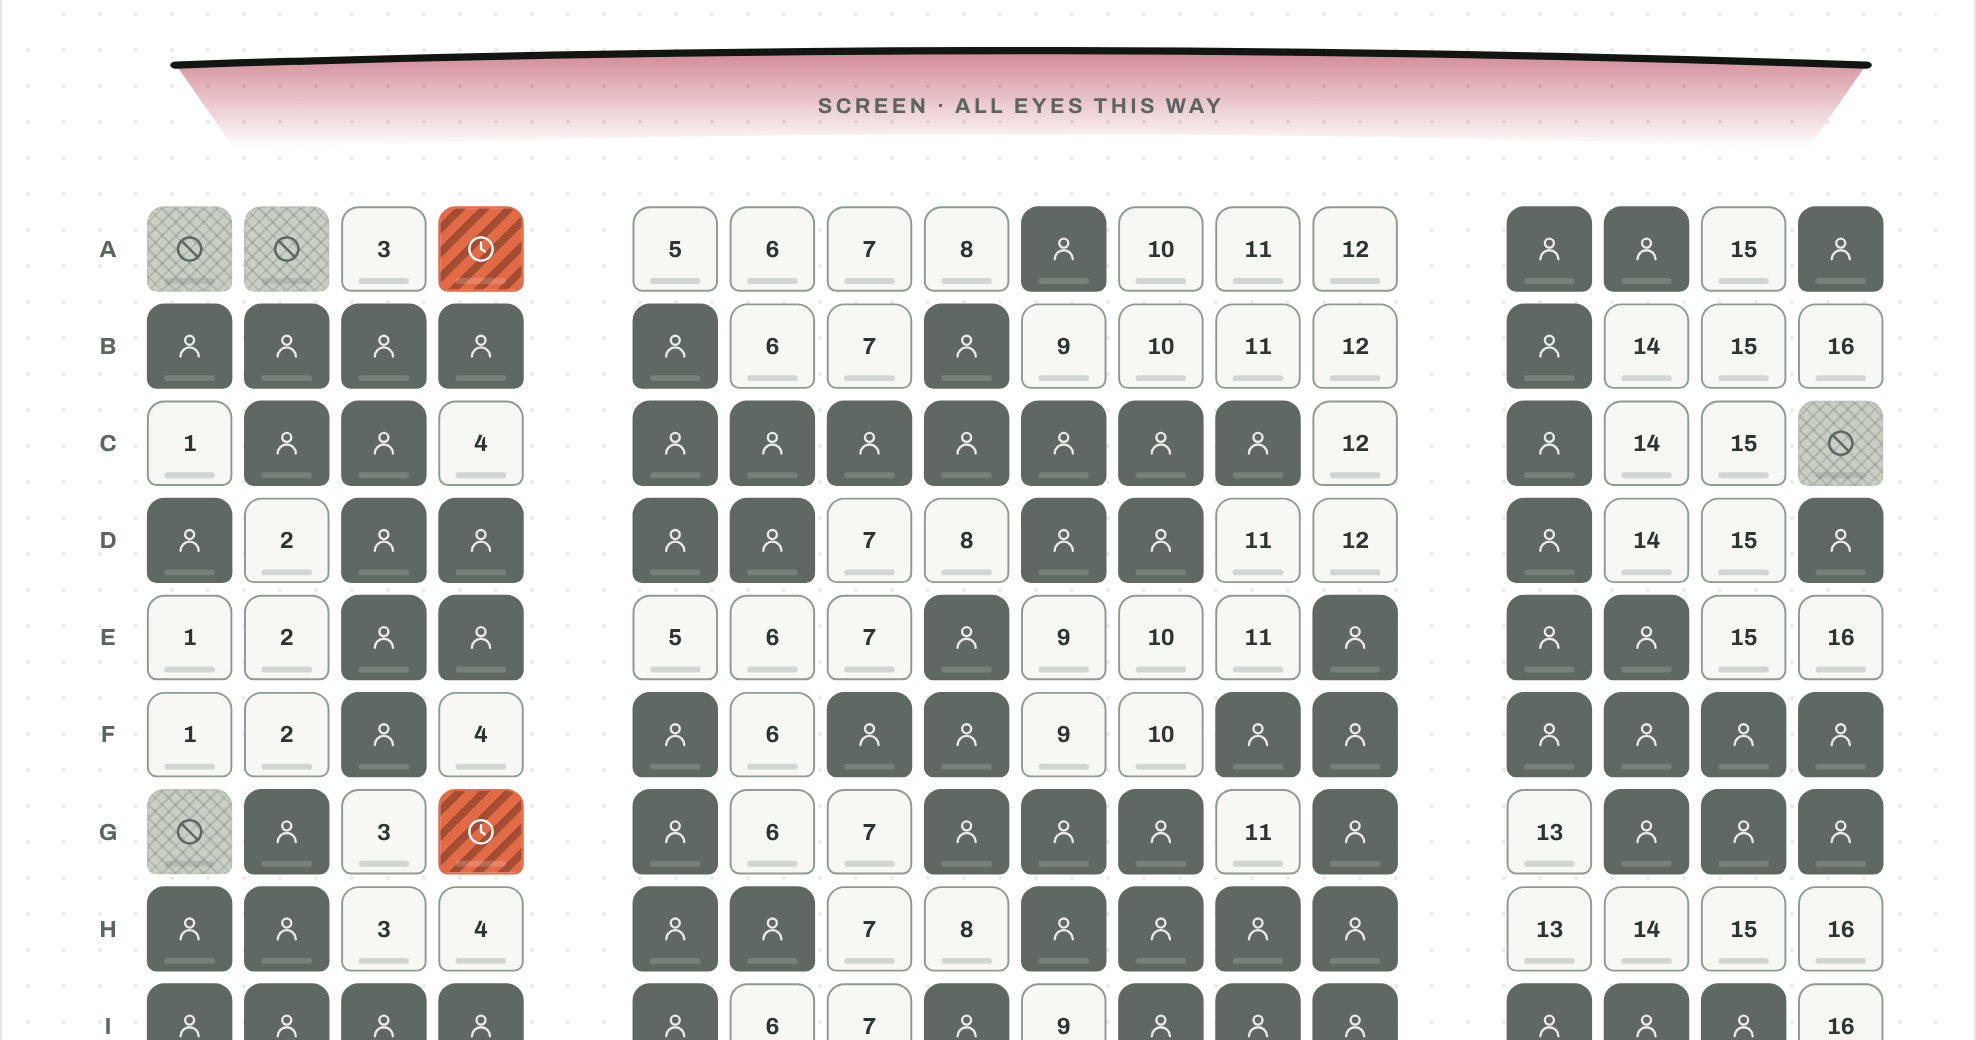 SCREEN · ALL EYES THIS WAY
A 3 5 6 7 8 10 11 12 15
B 6 7 9 10 11 12 14 15 16
C 1 4 12 14 15
D 2 7 8 11 12 14 15
E 1 2 5 6 7 9 10 11 15 16
F 1 2 4 6 9 10
G 3 6 7 11 13
H 3 4 7 8 13 14 15 16
I 6 7 9 16